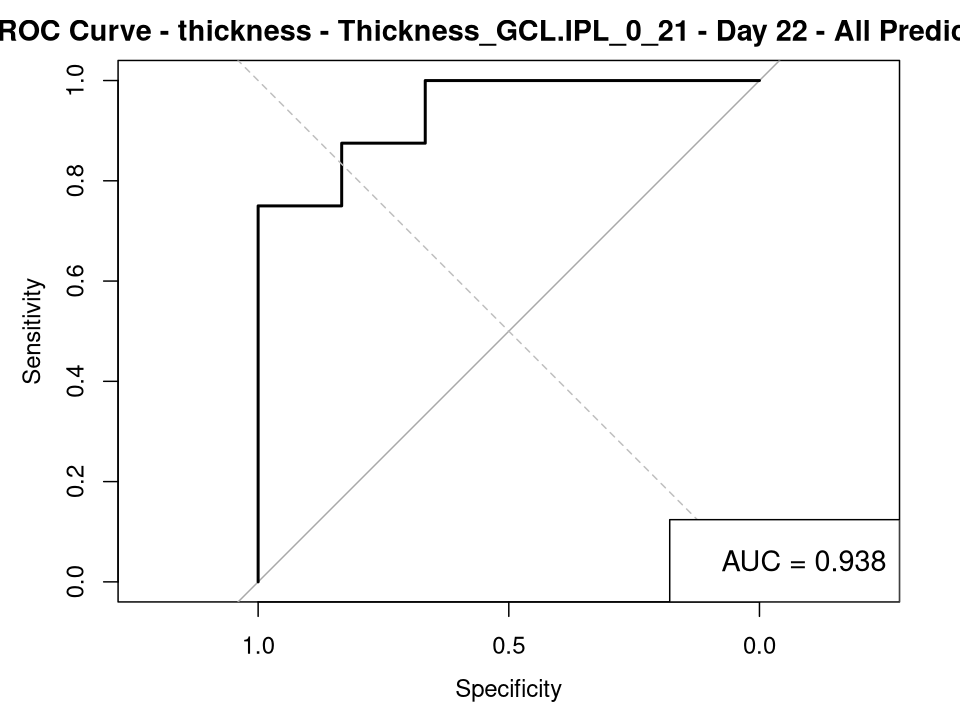 ROC Curve - thickness - Thickness_GCL.IPL_0_21 - Day 22 - All Predic
1.0
0.8
0.6
0.4
0.2
0.0
Sensitivity
AUC = 0.938
1.0 0.5 0.0
Specificity